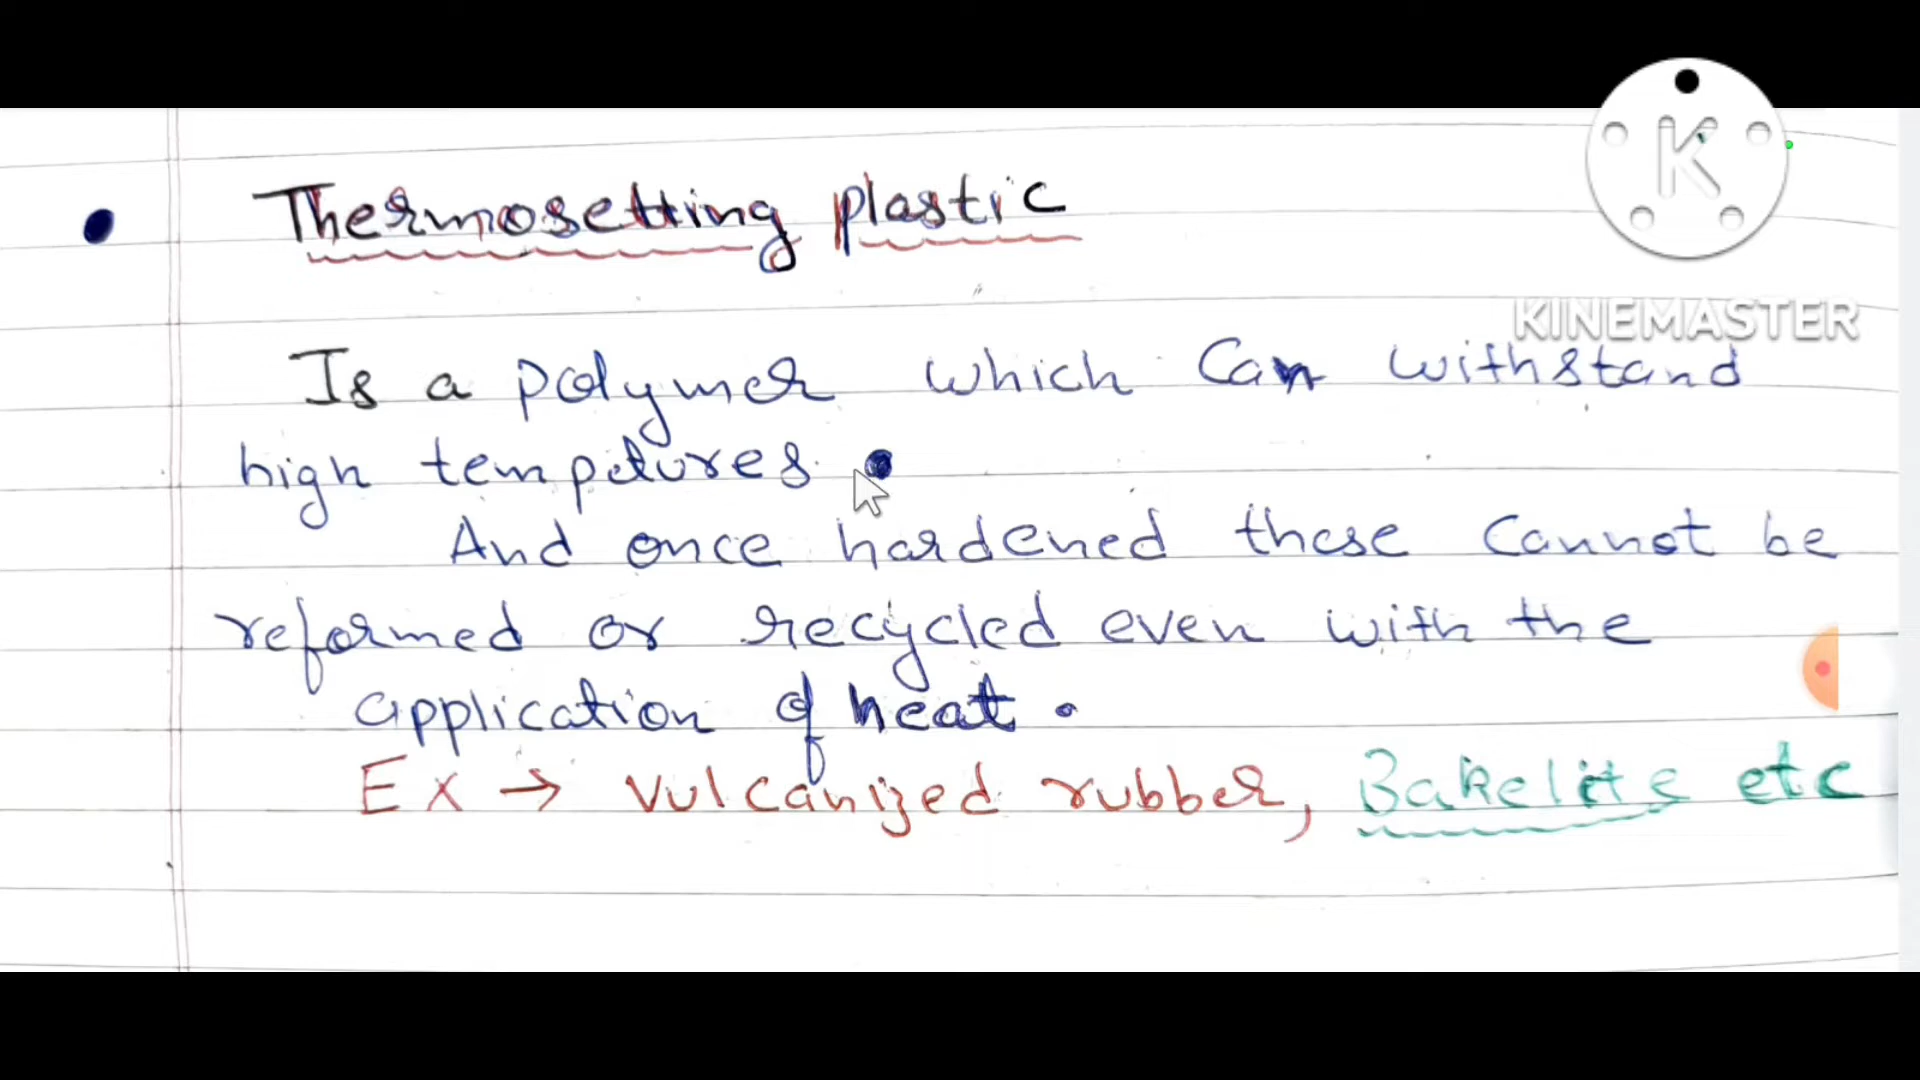 Thermosetting plastic
KINEMASTER
Is a polymer which can withstand
high tempetures.
And once hardened these cannot be
reformed or recycled even with the
application of heat.
Ex → Vulcanized rubber, Bakelite etc